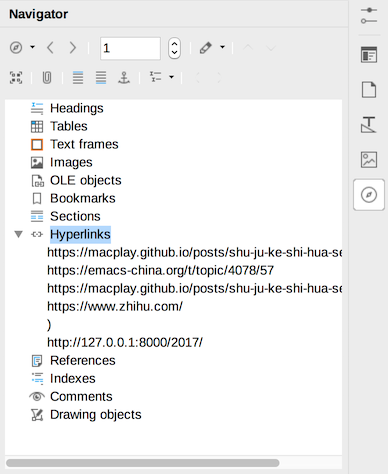 Navigator
1
Headings
Tables
Text frames
Images
OLE objects
Bookmarks
Sections
Hyperlinks
https://macplay.github.io/posts/shu-ju-ke-shi-hua-se
https://emacs-china.org/t/topic/4078/57
https://macplay.github.io/posts/shu-ju-ke-shi-hua-se
https://www.zhihu.com/
)
http://127.0.0.1:8000/2017/
References
Indexes
Comments
Drawing objects